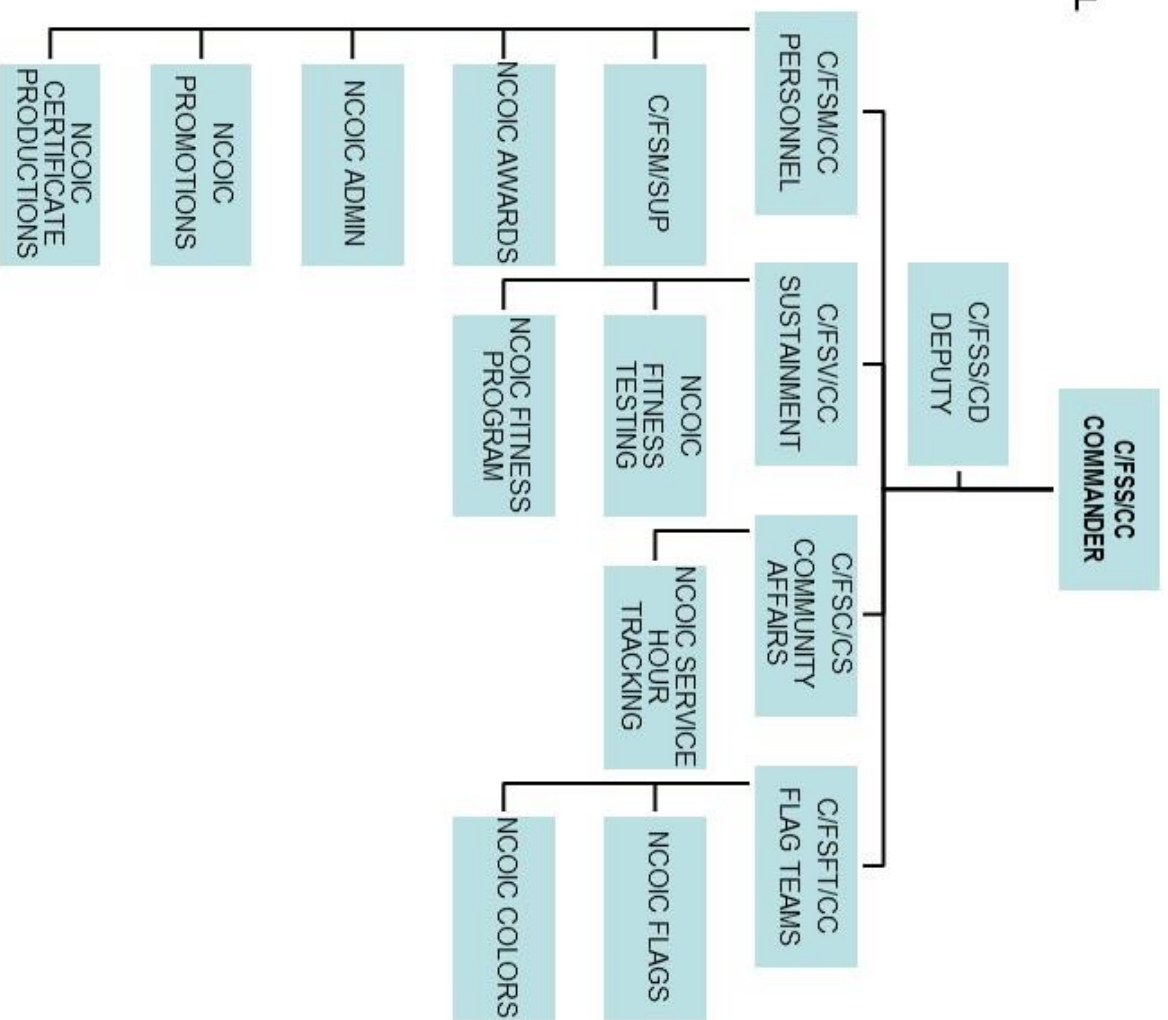 C/FSS/CC
COMMANDER
C/FSS/CD
DEPUTY
C/FSM/CC
PERSONNEL
C/FSM/SUP
NCOIC AWARDS
NCOIC ADMIN
NCOIC
PROMOTIONS
NCOIC
CERTIFICATE
PRODUCTIONS
C/FSV/CC
SUSTAINMENT
NCOIC
FITNESS
TESTING
NCOIC FITNESS
PROGRAM
C/FSC/CS
COMMUNITY
AFFAIRS
NCOIC SERVICE
HOUR
TRACKING
C/FSFT/CC
FLAG TEAMS
NCOIC FLAGS
NCOIC COLORS